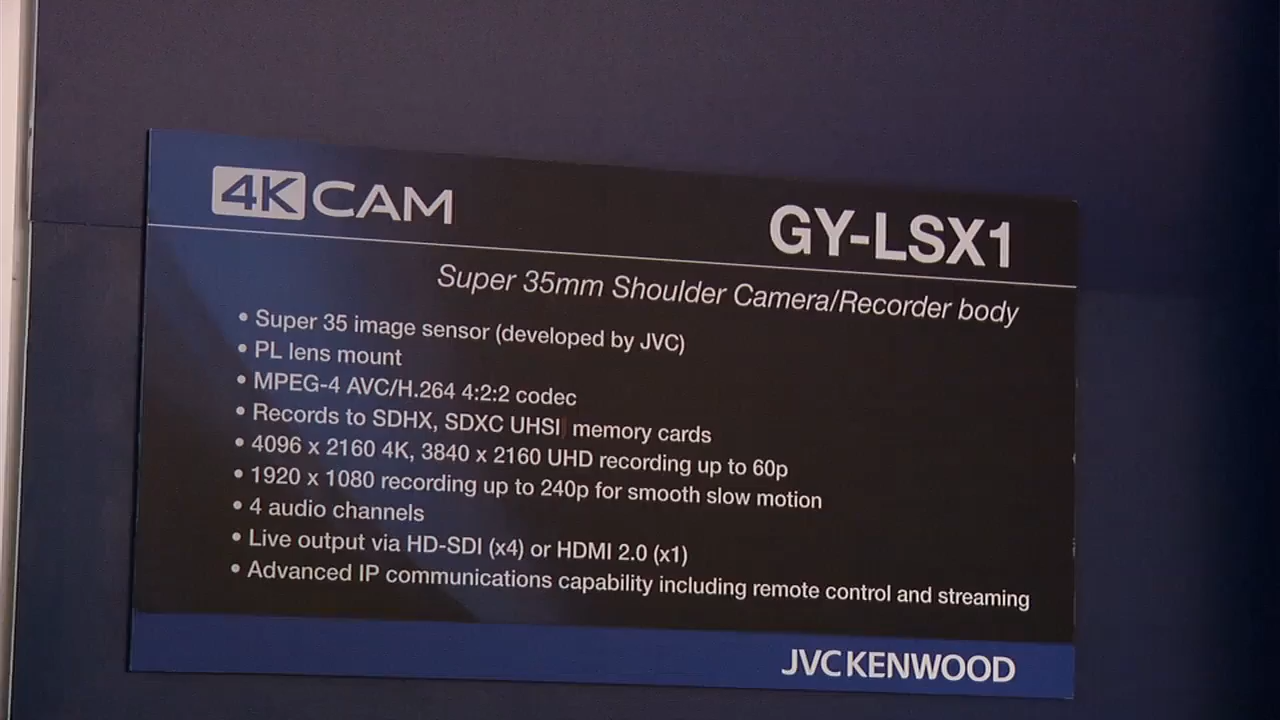 4K CAM
GY-LSX1
Super 35mm Shoulder Camera/Recorder body
• Super 35 image sensor (developed by JVC)
• PL lens mount
• MPEG-4 AVC/H.264 4:2:2 codec
• Records to SDHX, SDXC UHSI memory cards
• 4096 x 2160 4K, 3840 x 2160 UHD recording up to 60p
• 1920 x 1080 recording up to 240p for smooth slow motion
• 4 audio channels
• Live output via HD-SDI (x4) or HDMI 2.0 (x1)
• Advanced IP communications capability including remote control and streaming
JVCKENWOOD